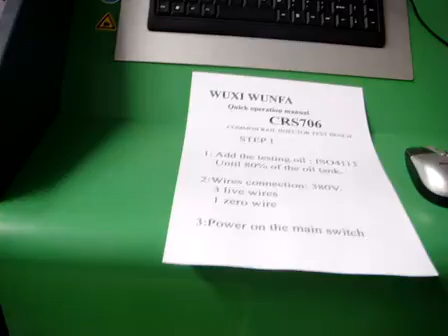 WUXI WUNFA
Quick operation manual
CRS706
COMMON RAIL INJECTOR TEST BENCH
STEP 1
1: Add the testing oil : ISO4113
Until 80% of the oil tank.
2:Wires connection: 380V.
3 live wires
1 zero wire
3:Power on the main switch